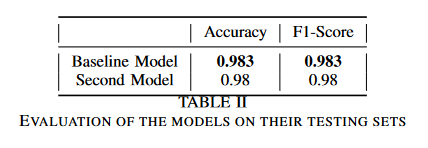 Accuracy F1-Score
Baseline Model 0.983 0.983
Second Model 0.98 0.98
TABLE II
EVALUATION OF THE MODELS ON THEIR TESTING SETS